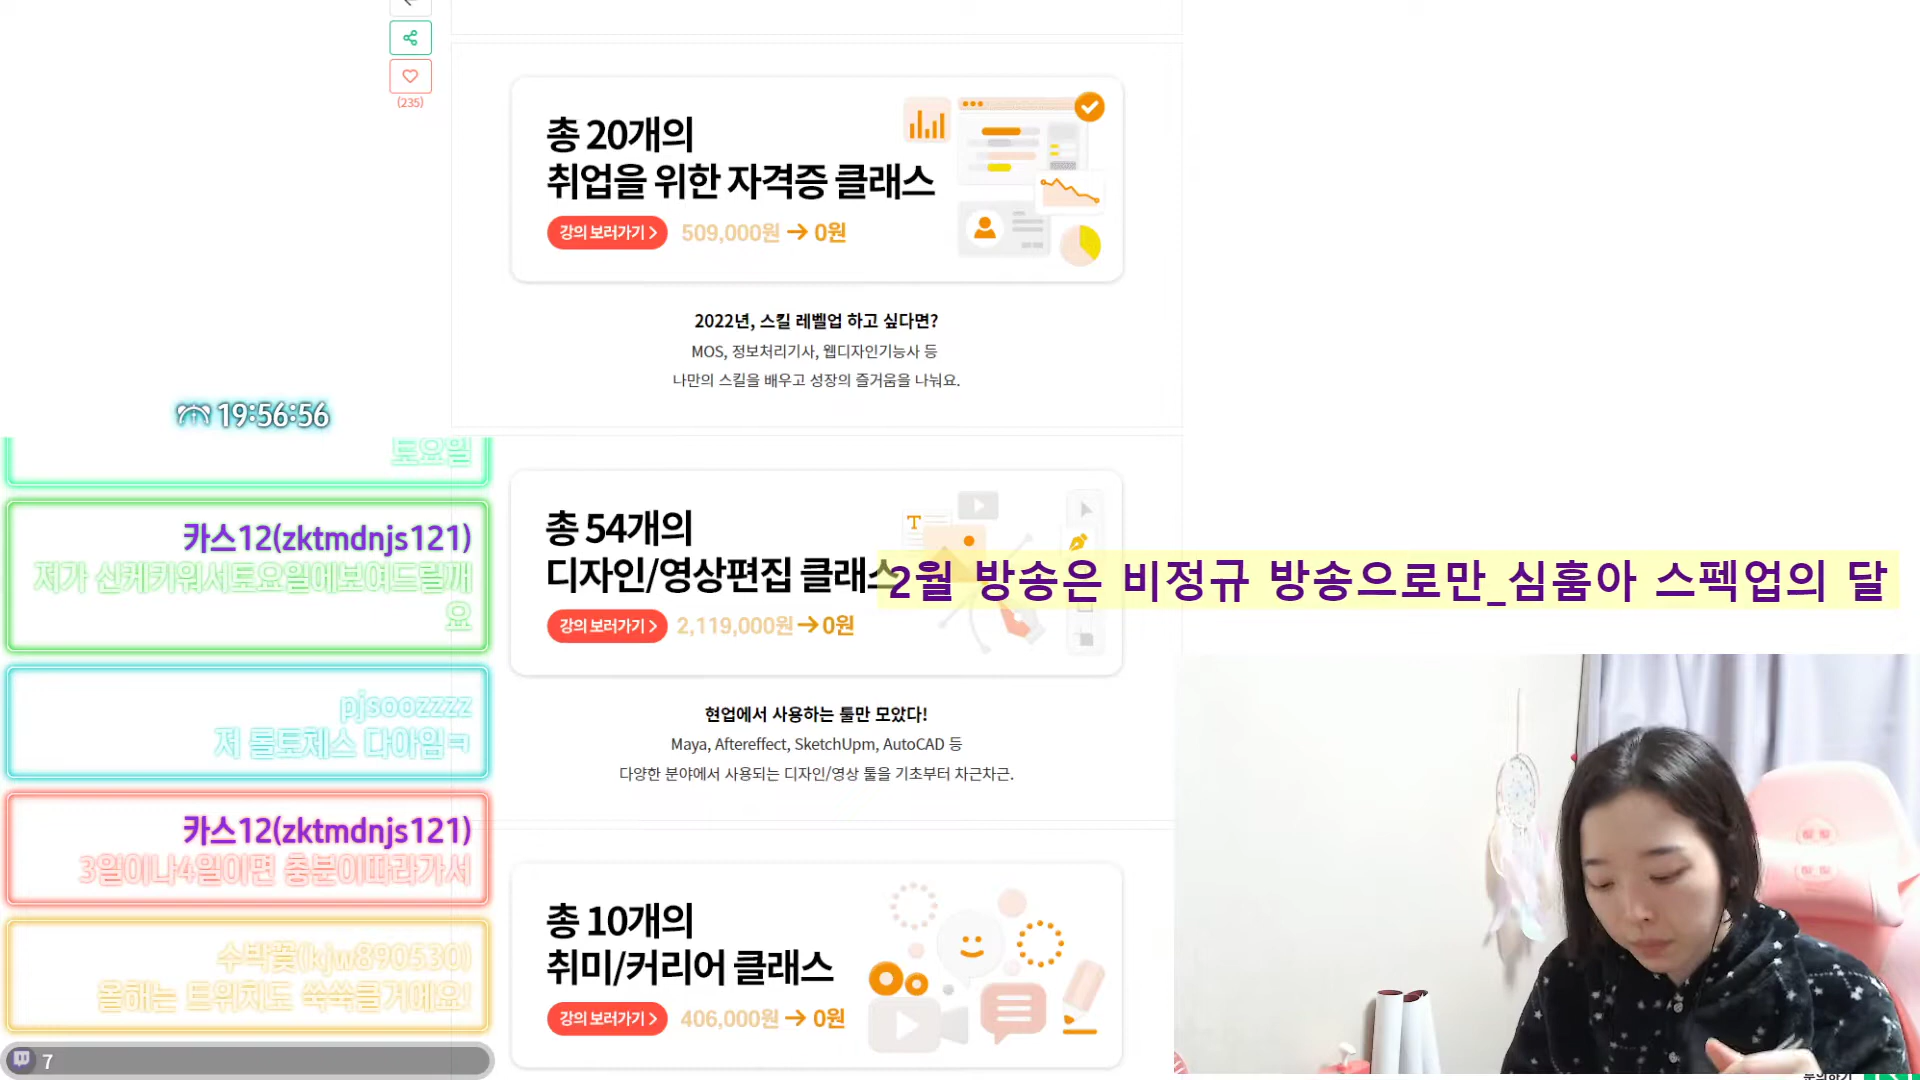 (235)
총 20개의
취업을 위한 자격증 클래스
강의 보러가기 >
509,000원 → 0원
2022년, 스킬 레벨업 하고 싶다면?
MOS, 정보처리기사, 웹디자인기능사 등
나만의 스킬을 배우고 성장의 즐거움을 나눠요.
19:56:56
토요일
카스12(zktmdnjs121)
저가 신케카워서토요일에보여드릴깨
요
pjsoozzzz
저 롤토체스 다아임ㅋ
카스12(zktmdnjs121)
3일이나4일이면 충분이따라가서
수박꽃(kjw890530)
올해는 트위치도 쑥쑥클거에요!
7
총 54개의
디자인/영상편집 클래스
강의 보러가기 >
2,119,000원 → 0원
T
현업에서 사용하는 툴만 모았다!
Maya, Aftereffect, SketchUpm, AutoCAD 등
다양한 분야에서 사용되는 디자인/영상 툴을 기초부터 차근차근.
2월 방송은 비정규 방송으로만_심훔아 스펙업의 달
총 10개의
취미/커리어 클래스
강의 보러가기 >
406,000원 → 0원